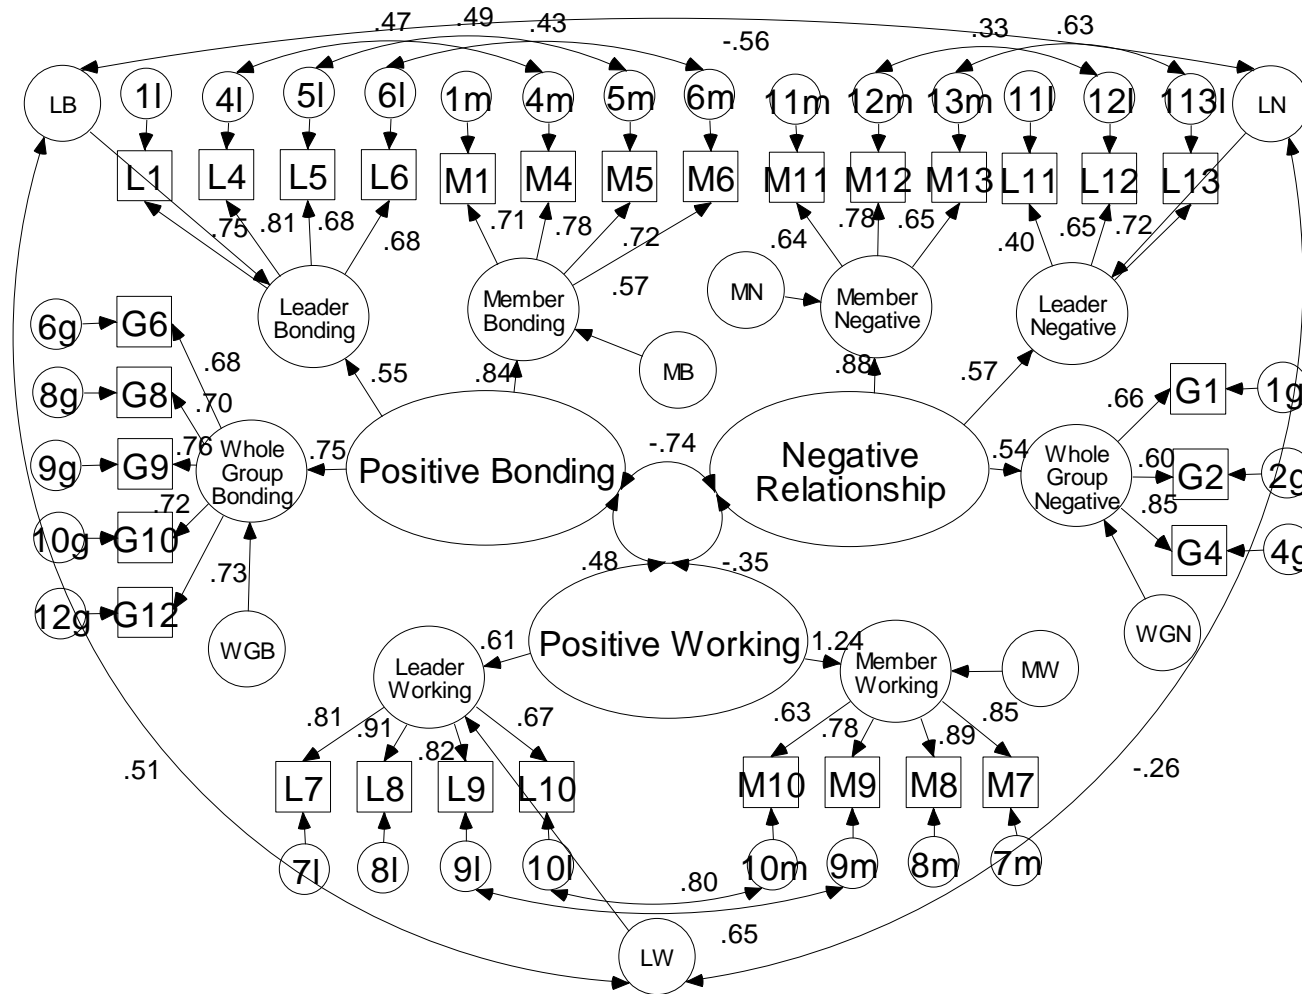 .47 .49 .43 -.56 .33 .63
LB 1l 4l 5l 6l 1m 4m 5m 6m 11m 12m 13m 11l 12l 113l LN
L1 L4 L5 L6 M1 M4 M5 M6 M11 M12 M13 L11 L12 L13
.75 .81 .68 .68 .71 .78 .72 .57 .64 .78 .65 .40 .65 .72
Leader
Bonding
Member
Bonding
MN
Member
Negative
Leader
Negative
6g G6 .68
MB
8g G8 .70
.55 .84 .88 .57
.66 G1 1g
9g G9 .76
Whole
Group
Bonding
.75
Positive Bonding
-.74
Negative
Relationship
.54
Whole
Group
Negative
.60 G2 2g
10g G10 .72
.85 G4 4g
12g G12 .73
WGB
.48 -.35
WGN
Leader
Working
.61
Positive Working
1.24
Member
Working
MW
.81 .91 .82 .67 .63 .78 .89 .85
.51
L7 L8 L9 L10 M10 M9 M8 M7
-.26
7l 8l 9l 10l 10m 9m 8m 7m
.80
.65
LW